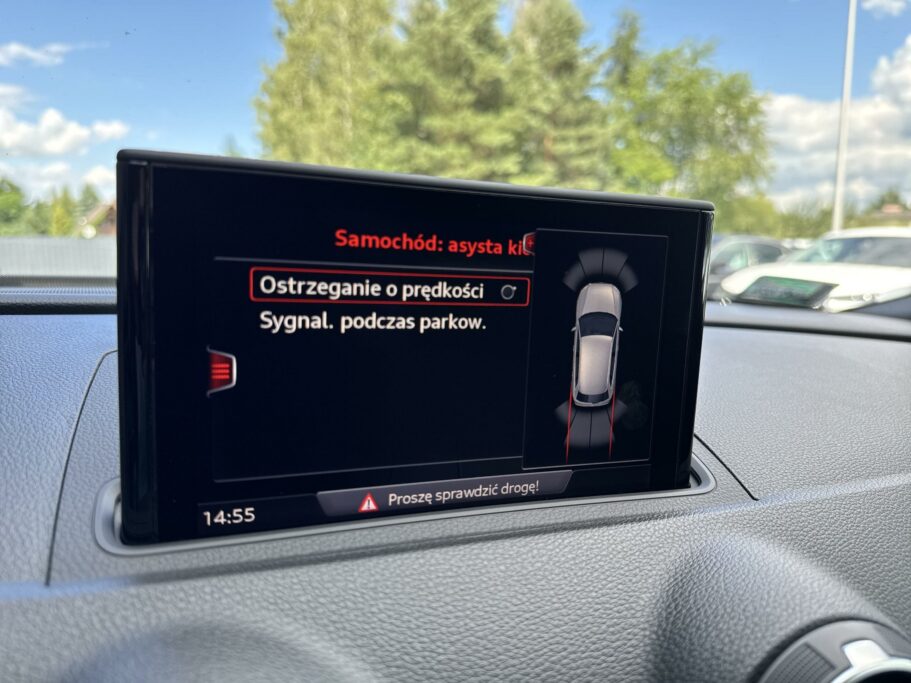 Samochód: asysta ki
Ostrzeganie o prędkości
Sygnal. podczas parkow.
14:55
Proszę sprawdzić drogę!